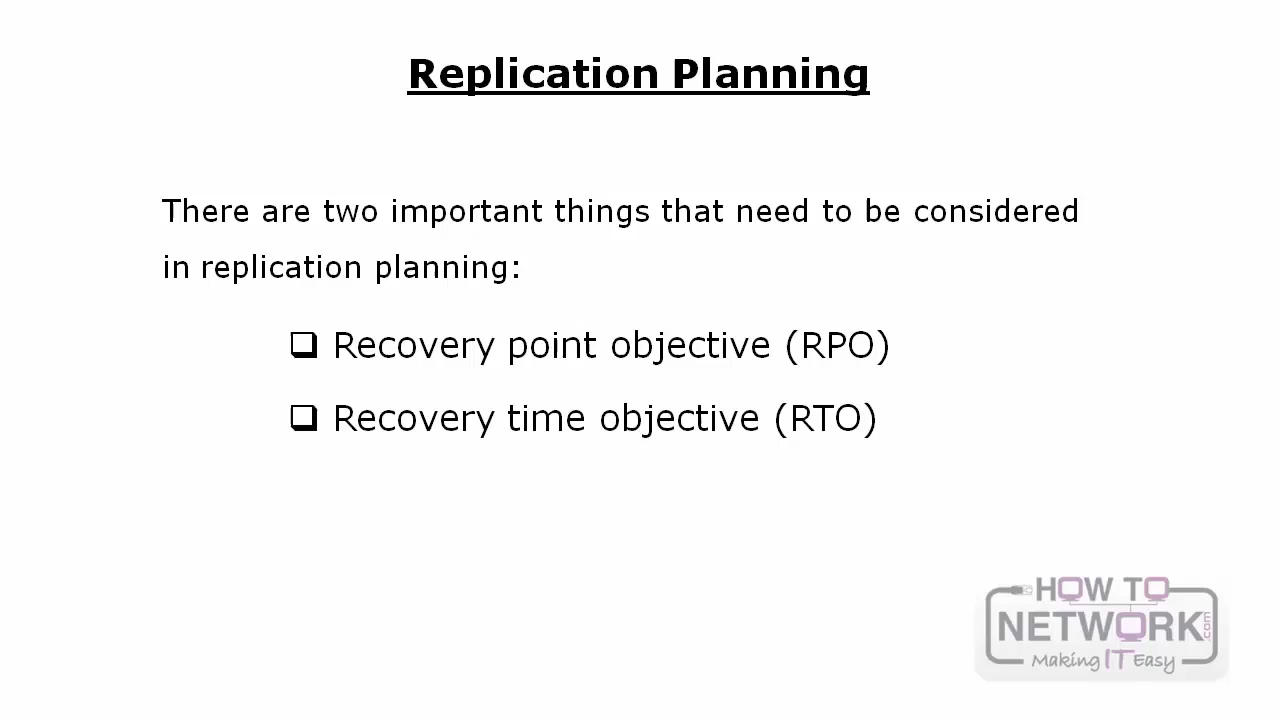 Replication Planning
There are two important things that need to be considered
in replication planning:
❑ Recovery point objective (RPO)
❑ Recovery time objective (RTO)
HOW TO
NETWORK.com
Making IT Easy